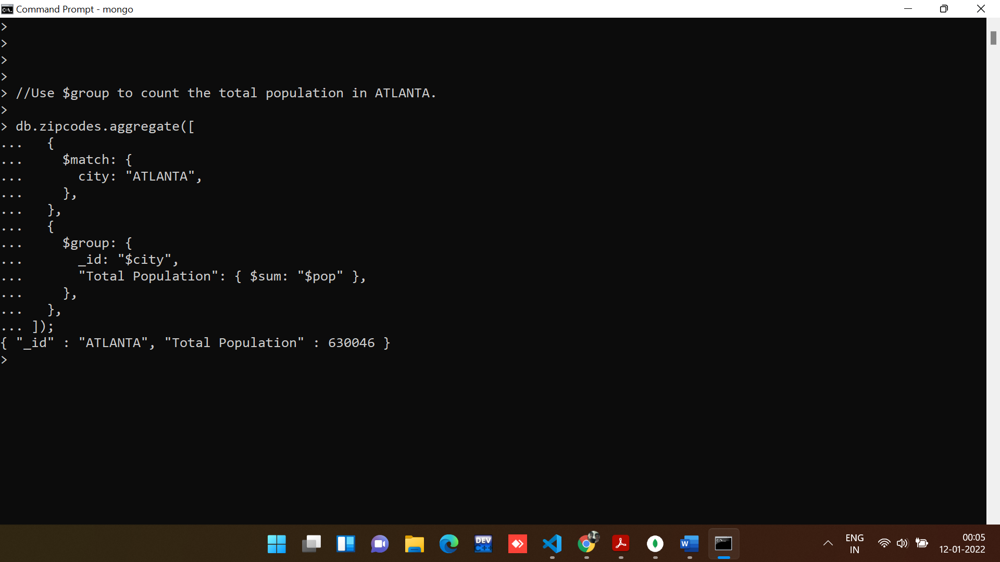 Command Prompt - mongo
>
>
>
>
> //Use $group to count the total population in ATLANTA.
>
> db.zipcodes.aggregate([
...   {
...     $match: {
...       city: "ATLANTA",
...     },
...   },
...   {
...     $group: {
...       _id: "$city",
...       "Total Population": { $sum: "$pop" },
...     },
...   },
... ]);
{ "_id" : "ATLANTA", "Total Population" : 630046 }
>
DEV
C++
W
ENG
IN
00:05
12-01-2022